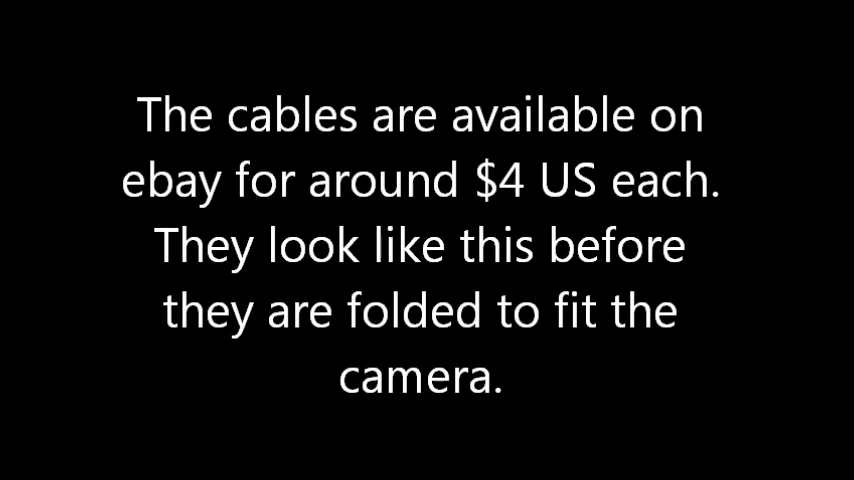 The cables are available on
ebay for around $4 US each.
They look like this before
they are folded to fit the
camera.